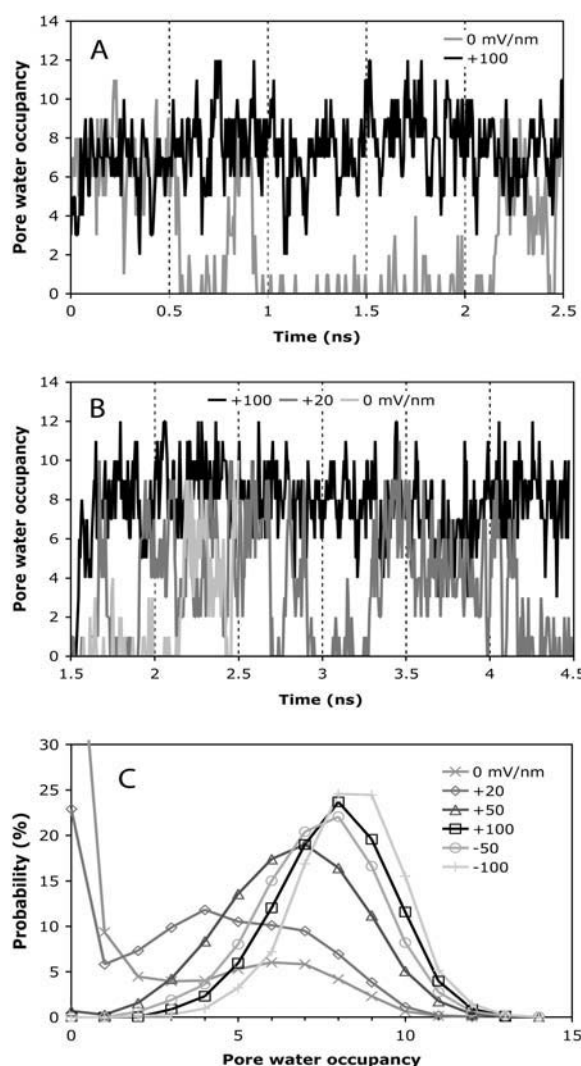 A
0 mV/nm
+100
Pore water occupancy
14
12
10
8
6
4
2
0
0 0.5 1 1.5 2 2.5
Time (ns)
B
+100 +20 0 mV/nm
Pore water occupancy
14
12
10
8
6
4
2
0
1.5 2 2.5 3 3.5 4 4.5
Time (ns)
C
0 mV/nm
+20
+50
+100
-50
-100
Probability (%)
30
25
20
15
10
5
0
0 5 10 15
Pore water occupancy